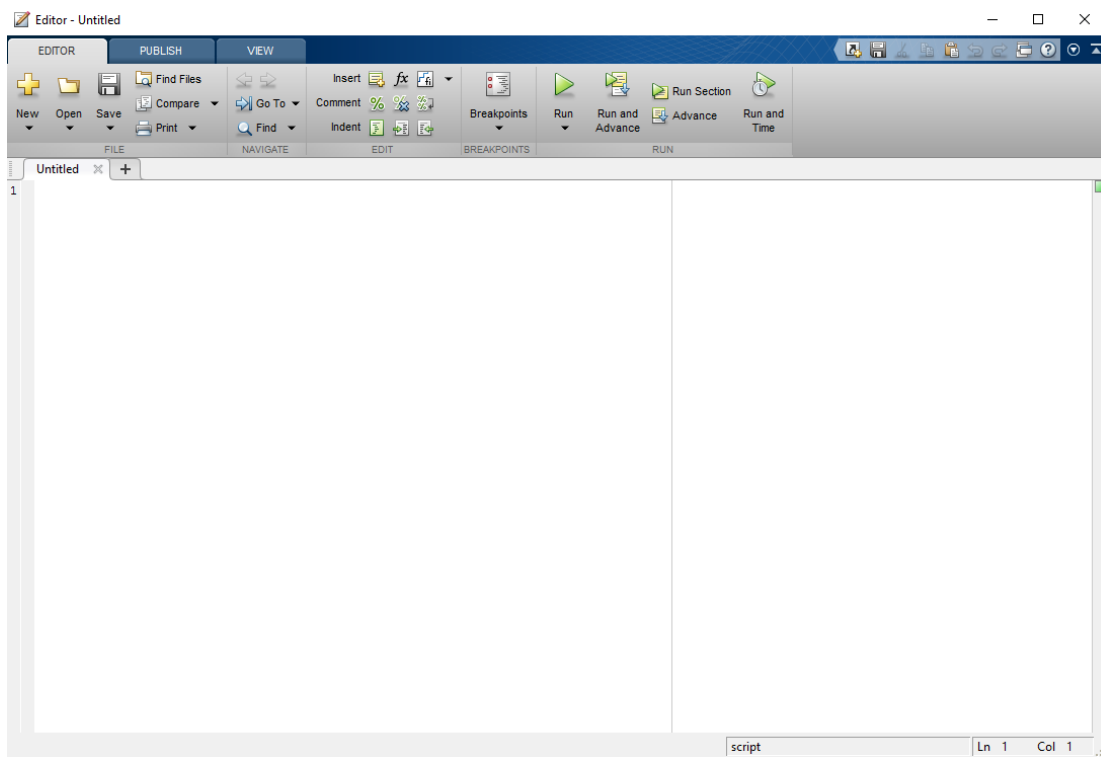 Editor - Untitled
EDITOR PUBLISH VIEW
New Open Save
Find Files
Compare
Print
FILE
Go To
Find
NAVIGATE
Insert fx fi
Comment % % %
Indent
EDIT
Breakpoints
BREAKPOINTS
Run
Run and Advance
Run Section
Advance
Run and Time
RUN
Untitled
1
script Ln 1 Col 1